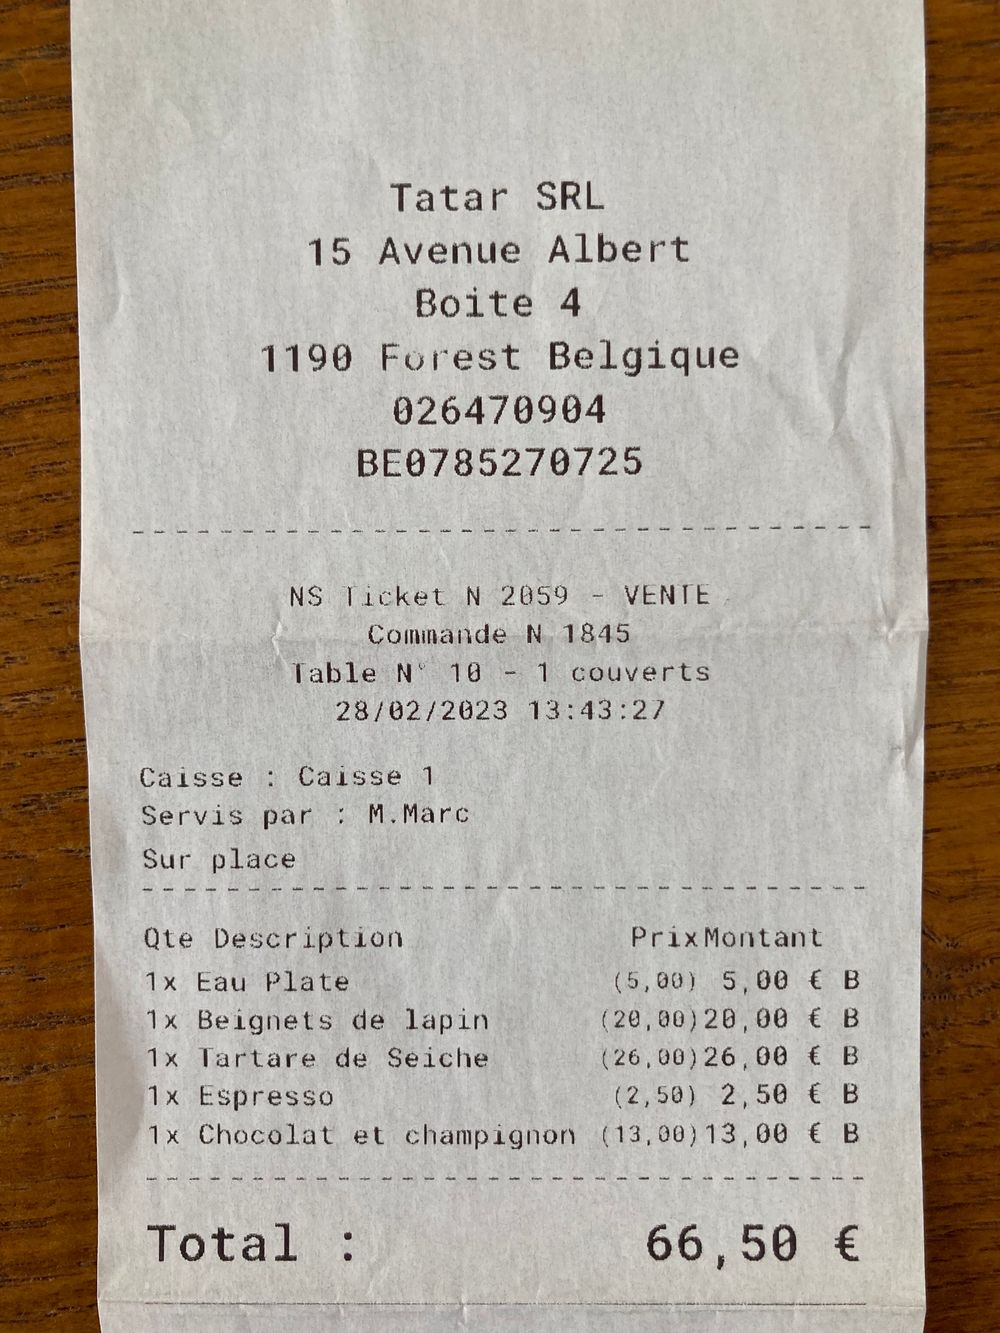 Tatar SRL
15 Avenue Albert
Boite 4
1190 Forest Belgique
026470904
BE0785270725
NS Ticket N 2059 - VENTE
Commande N 1845
Table N° 10 - 1 couverts
28/02/2023 13:43:27
Caisse : Caisse 1
Servis par : M.Marc
Sur place
Qte Description PrixMontant
1x Eau Plate (5,00) 5,00 € B
1x Beignets de lapin (20,00)20,00 € B
1x Tartare de Seiche (26,00)26,00 € B
1x Espresso (2,50) 2,50 € B
1x Chocolat et champignon (13,00)13,00 € B
Total : 66,50 €